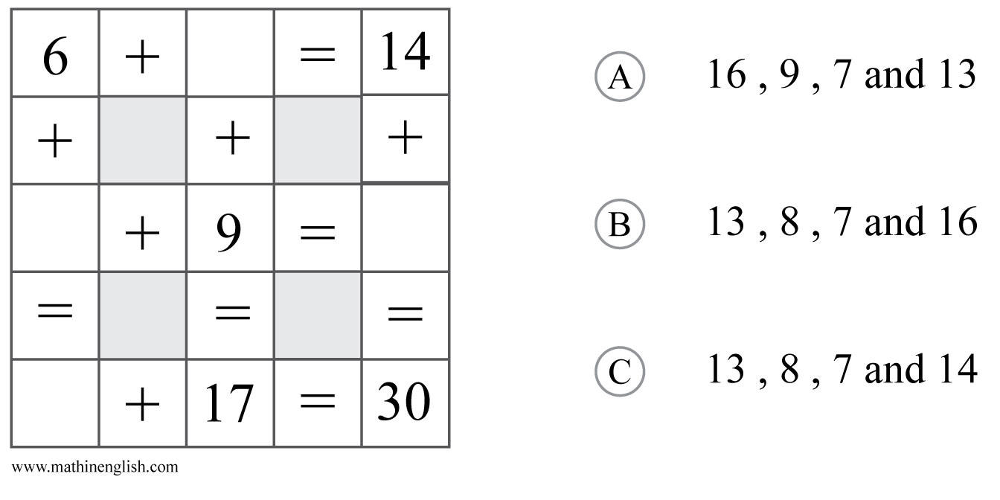 6 + = 14
+ + +
+ 9 =
= = =
+ 17 = 30
www.mathinenglish.com
A 16 , 9 , 7 and 13
B 13 , 8 , 7 and 16
C 13 , 8 , 7 and 14